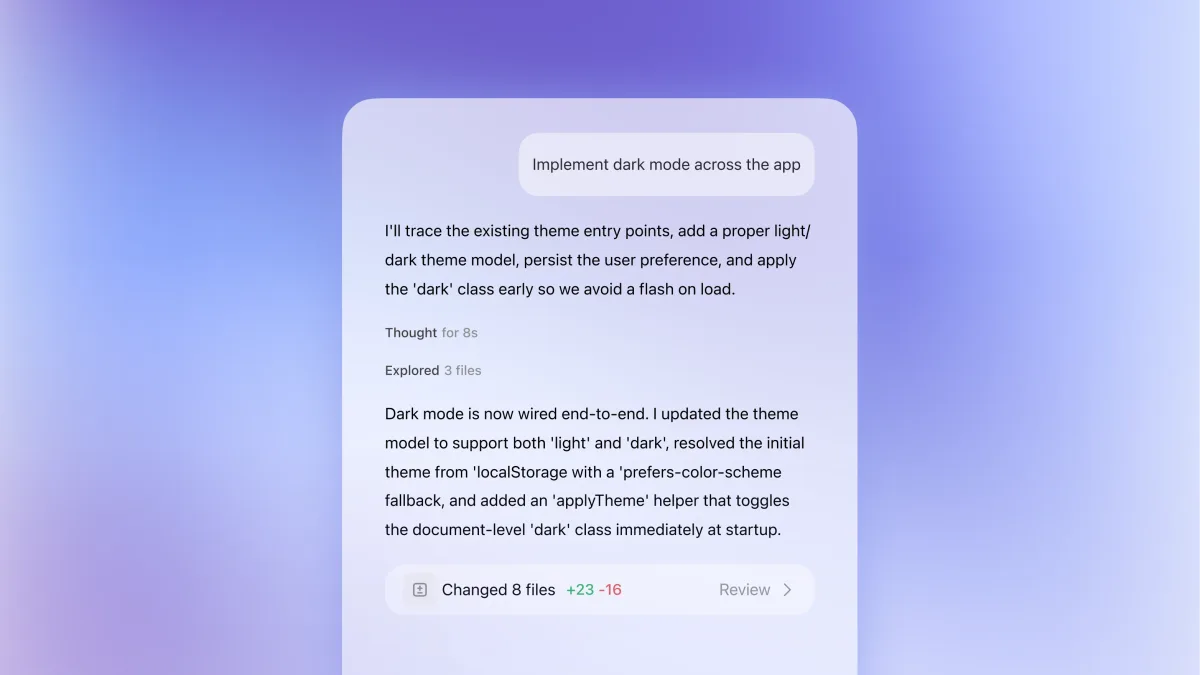 Implement dark mode across the app
I'll trace the existing theme entry points, add a proper light/
dark theme model, persist the user preference, and apply
the 'dark' class early so we avoid a flash on load.
Thought for 8s
Explored 3 files
Dark mode is now wired end-to-end. I updated the theme
model to support both 'light' and 'dark', resolved the initial
theme from 'localStorage with a 'prefers-color-scheme
fallback, and added an 'applyTheme' helper that toggles
the document-level 'dark' class immediately at startup.
Changed 8 files +23 -16 Review